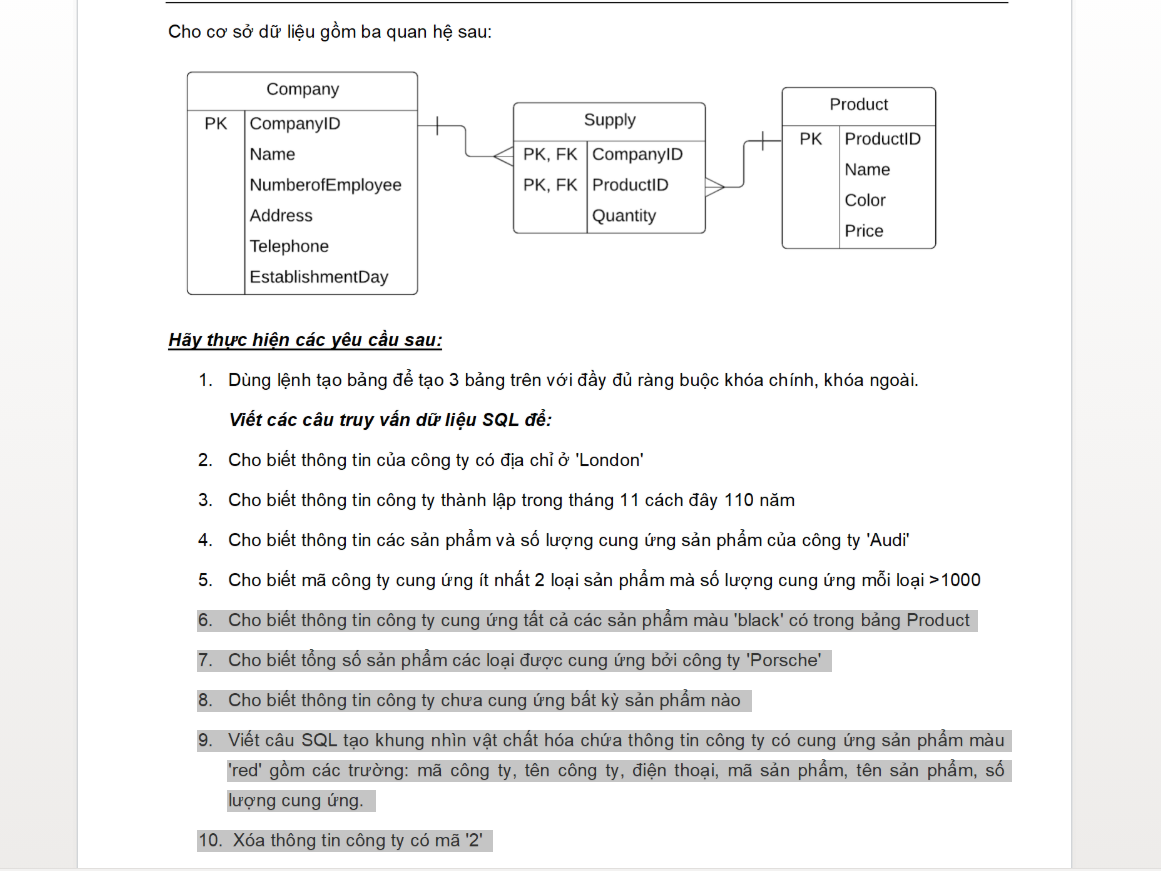 Cho cơ sở dữ liệu gồm ba quan hệ sau:
Company
PK CompanyID
Name
NumberofEmployee
Address
Telephone
EstablishmentDay
Supply
PK, FK CompanyID
PK, FK ProductID
Quantity
Product
PK ProductID
Name
Color
Price
Hãy thực hiện các yêu cầu sau:
1. Dùng lệnh tạo bảng để tạo 3 bảng trên với đầy đủ ràng buộc khóa chính, khóa ngoài.
Viết các câu truy vấn dữ liệu SQL để:
2. Cho biết thông tin của công ty có địa chỉ ở 'London'
3. Cho biết thông tin công ty thành lập trong tháng 11 cách đây 110 năm
4. Cho biết thông tin các sản phẩm và số lượng cung ứng sản phẩm của công ty 'Audi'
5. Cho biết mã công ty cung ứng ít nhất 2 loại sản phẩm mà số lượng cung ứng mỗi loại >1000
6. Cho biết thông tin công ty cung ứng tất cả các sản phẩm màu 'black' có trong bảng Product
7. Cho biết tổng số sản phẩm các loại được cung ứng bởi công ty 'Porsche'
8. Cho biết thông tin công ty chưa cung ứng bất kỳ sản phẩm nào
9. Viết câu SQL tạo khung nhìn vật chất hóa chứa thông tin công ty có cung ứng sản phẩm màu
'red' gồm các trường: mã công ty, tên công ty, điện thoại, mã sản phẩm, tên sản phẩm, số
lượng cung ứng.
10. Xóa thông tin công ty có mã '2'